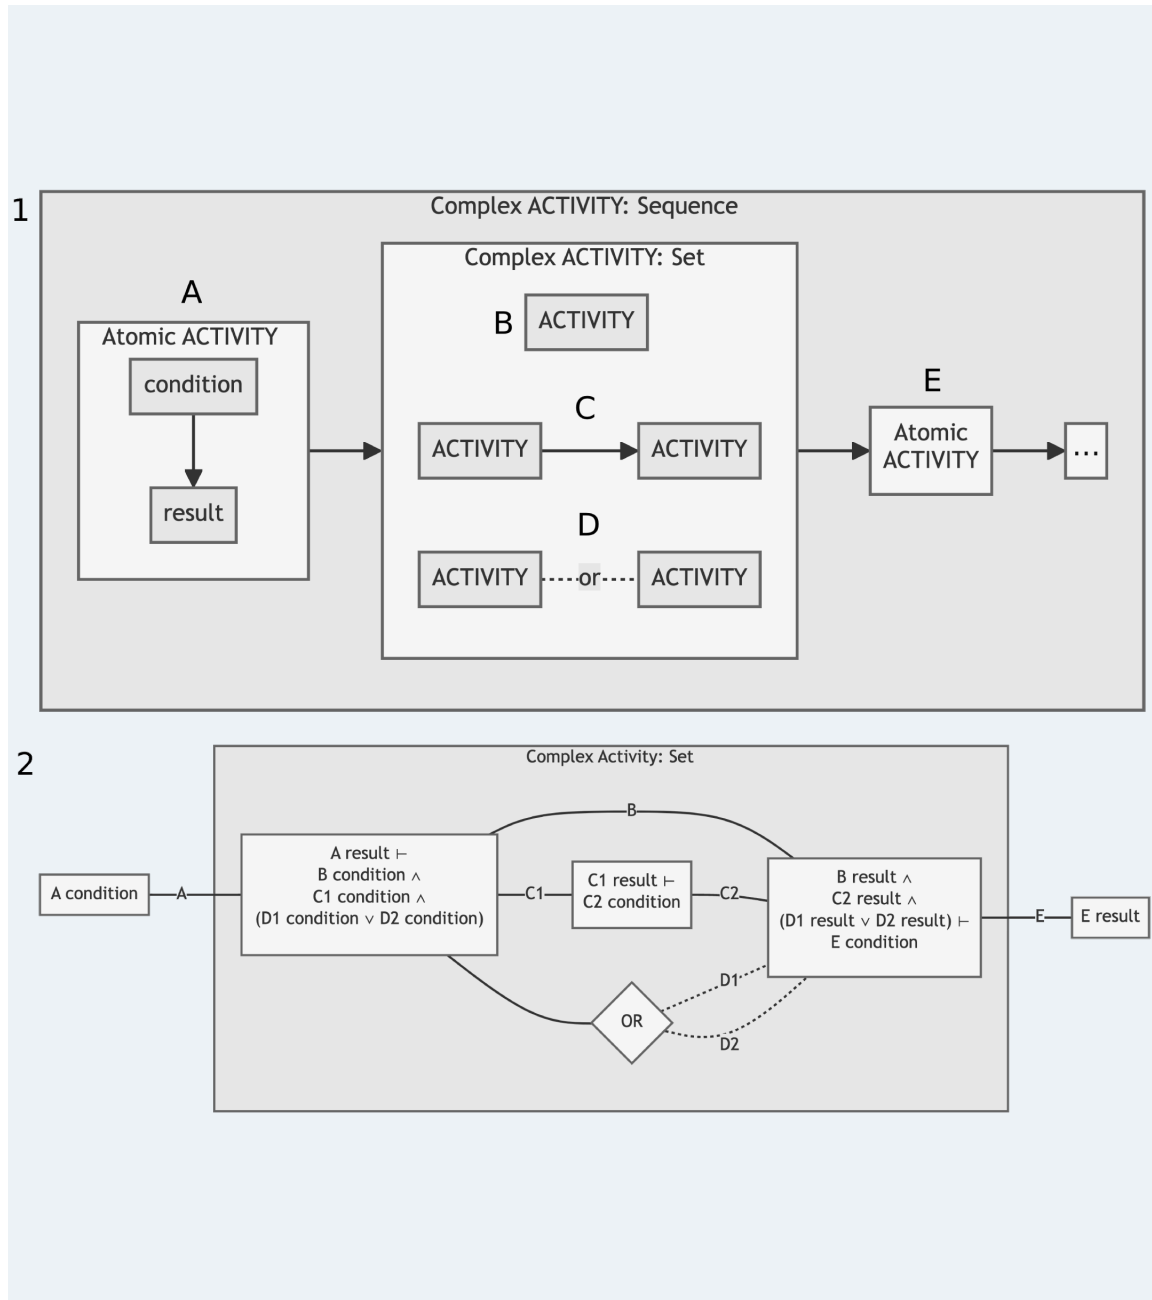 1
Complex ACTIVITY: Sequence
Complex ACTIVITY: Set
A
Atomic ACTIVITY
condition
result
B
ACTIVITY
C
ACTIVITY
ACTIVITY
D
ACTIVITY
or
ACTIVITY
E
Atomic
ACTIVITY
...
2
Complex Activity: Set
A condition
A
A result ⊢
B condition ∧
C1 condition ∧
(D1 condition ∨ D2 condition)
B
C1
C1 result ⊢
C2 condition
C2
OR
D1
D2
B result ∧
C2 result ∧
(D1 result ∨ D2 result) ⊢
E condition
E
E result